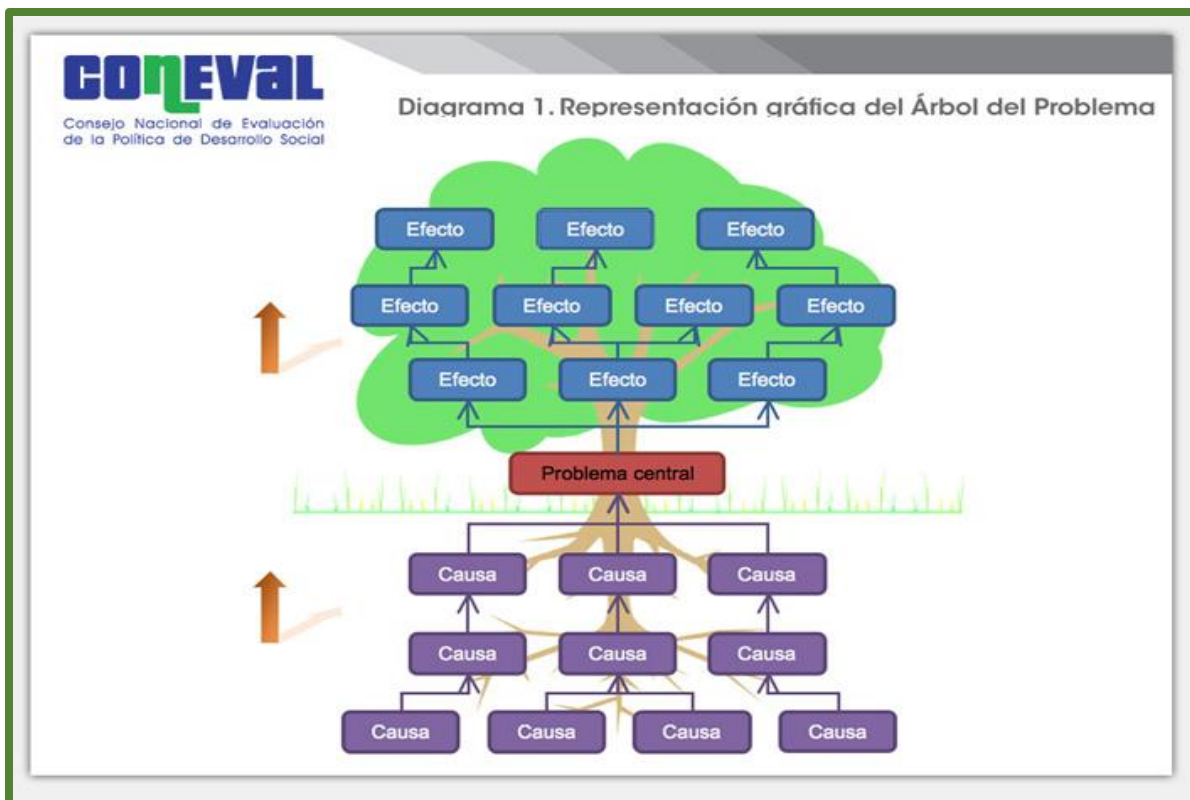 CONEVAL
Consejo Nacional de Evaluación
de la Política de Desarrollo Social
Diagrama 1. Representación gráfica del Árbol del Problema
Efecto Efecto Efecto
Efecto Efecto Efecto Efecto
Efecto Efecto Efecto
Problema central
Causa Causa Causa
Causa Causa Causa
Causa Causa Causa Causa